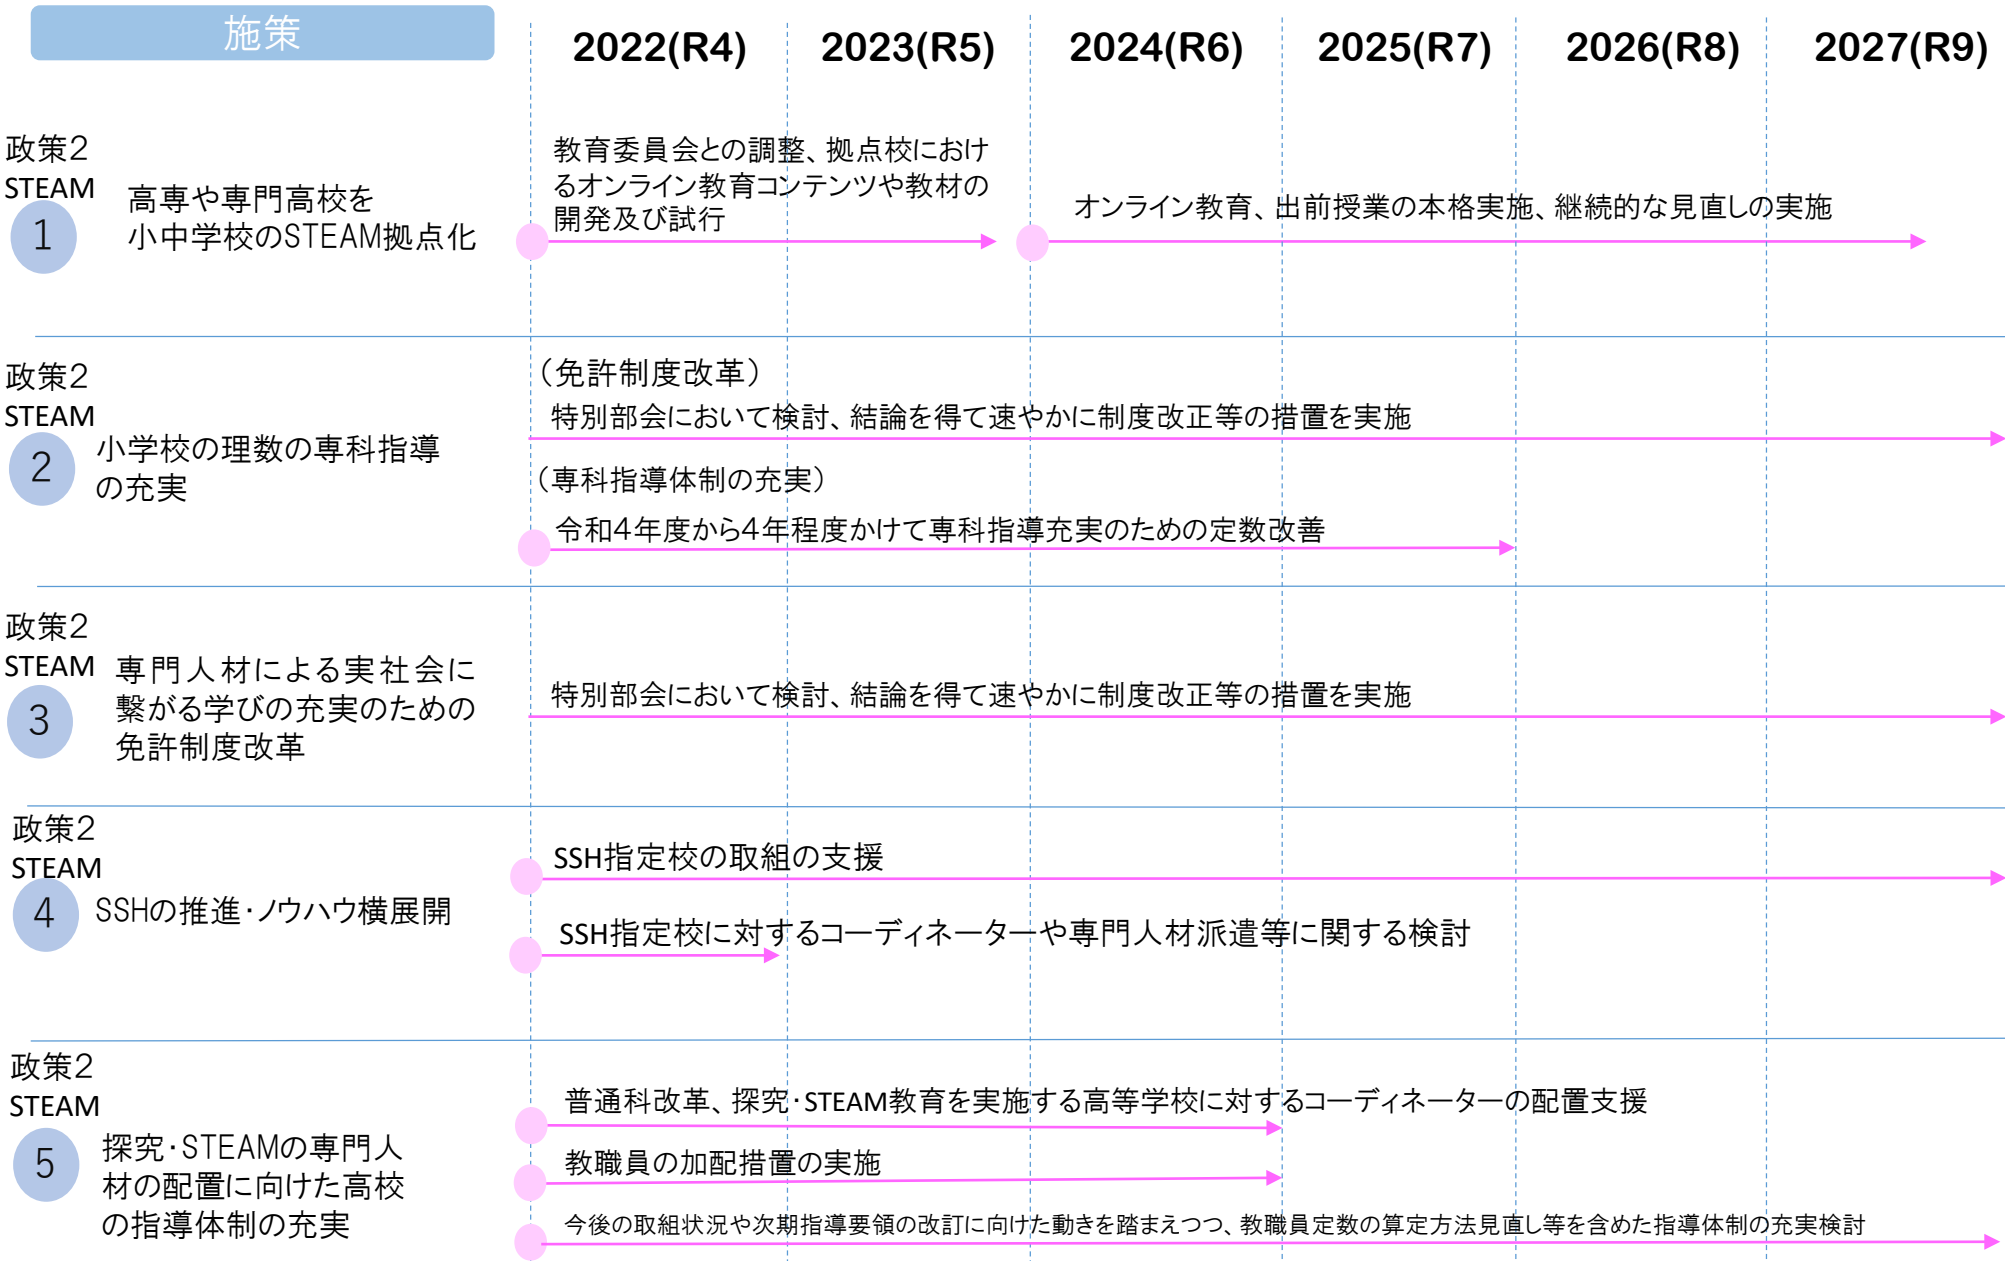 施策
2022(R4)
2023(R5)
2024(R6)
2025(R7)
2026(R8)
2027(R9)
政策2
STEAM
1
高専や専門高校を
小中学校のSTEAM拠点化
教育委員会との調整、拠点校におけ
るオンライン教育コンテンツや教材の
開発及び試行
オンライン教育、出前授業の本格実施、継続的な見直しの実施
政策2
STEAM
2
小学校の理数の専科指導
の充実
（免許制度改革）
特別部会において検討、結論を得て速やかに制度改正等の措置を実施
（専科指導体制の充実）
令和４年度から４年程度かけて専科指導充実のための定数改善
政策2
STEAM
3
専門人材による実社会に
繋がる学びの充実のための
免許制度改革
特別部会において検討、結論を得て速やかに制度改正等の措置を実施
政策2
STEAM
4
SSHの推進・ノウハウ横展開
SSH指定校の取組の支援
SSH指定校に対するコーディネーターや専門人材派遣等に関する検討
政策2
STEAM
5
探究・STEAMの専門人
材の配置に向けた高校
の指導体制の充実
普通科改革、探究・STEAM教育を実施する高等学校に対するコーディネーターの配置支援
教職員の加配措置の実施
今後の取組状況や次期指導要領の改訂に向けた動きを踏まえつつ、教職員定数の算定方法見直し等を含めた指導体制の充実検討